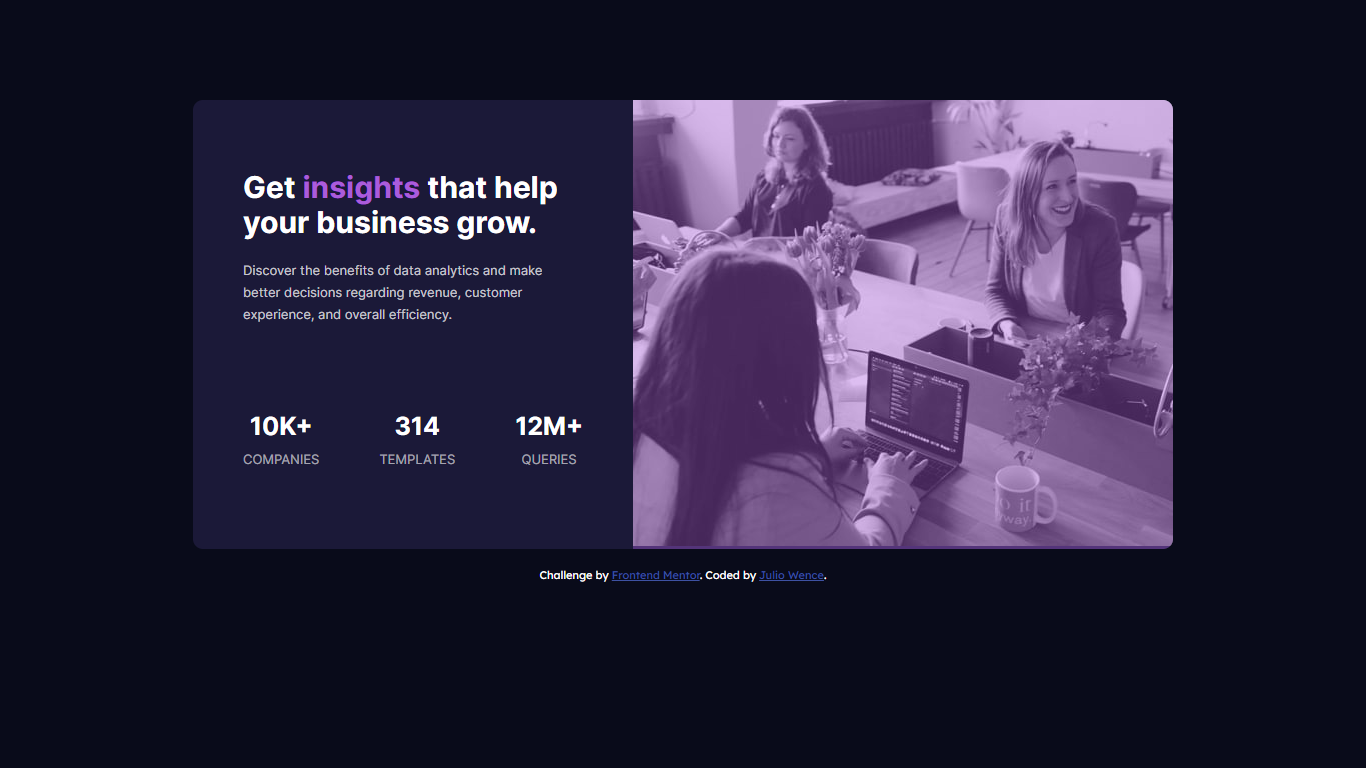 Get insights that help
your business grow.
Discover the benefits of data analytics and make
better decisions regarding revenue, customer
experience, and overall efficiency.
10K+ 314 12M+
COMPANIES TEMPLATES QUERIES
Challenge by Frontend Mentor. Coded by Julio Wence.